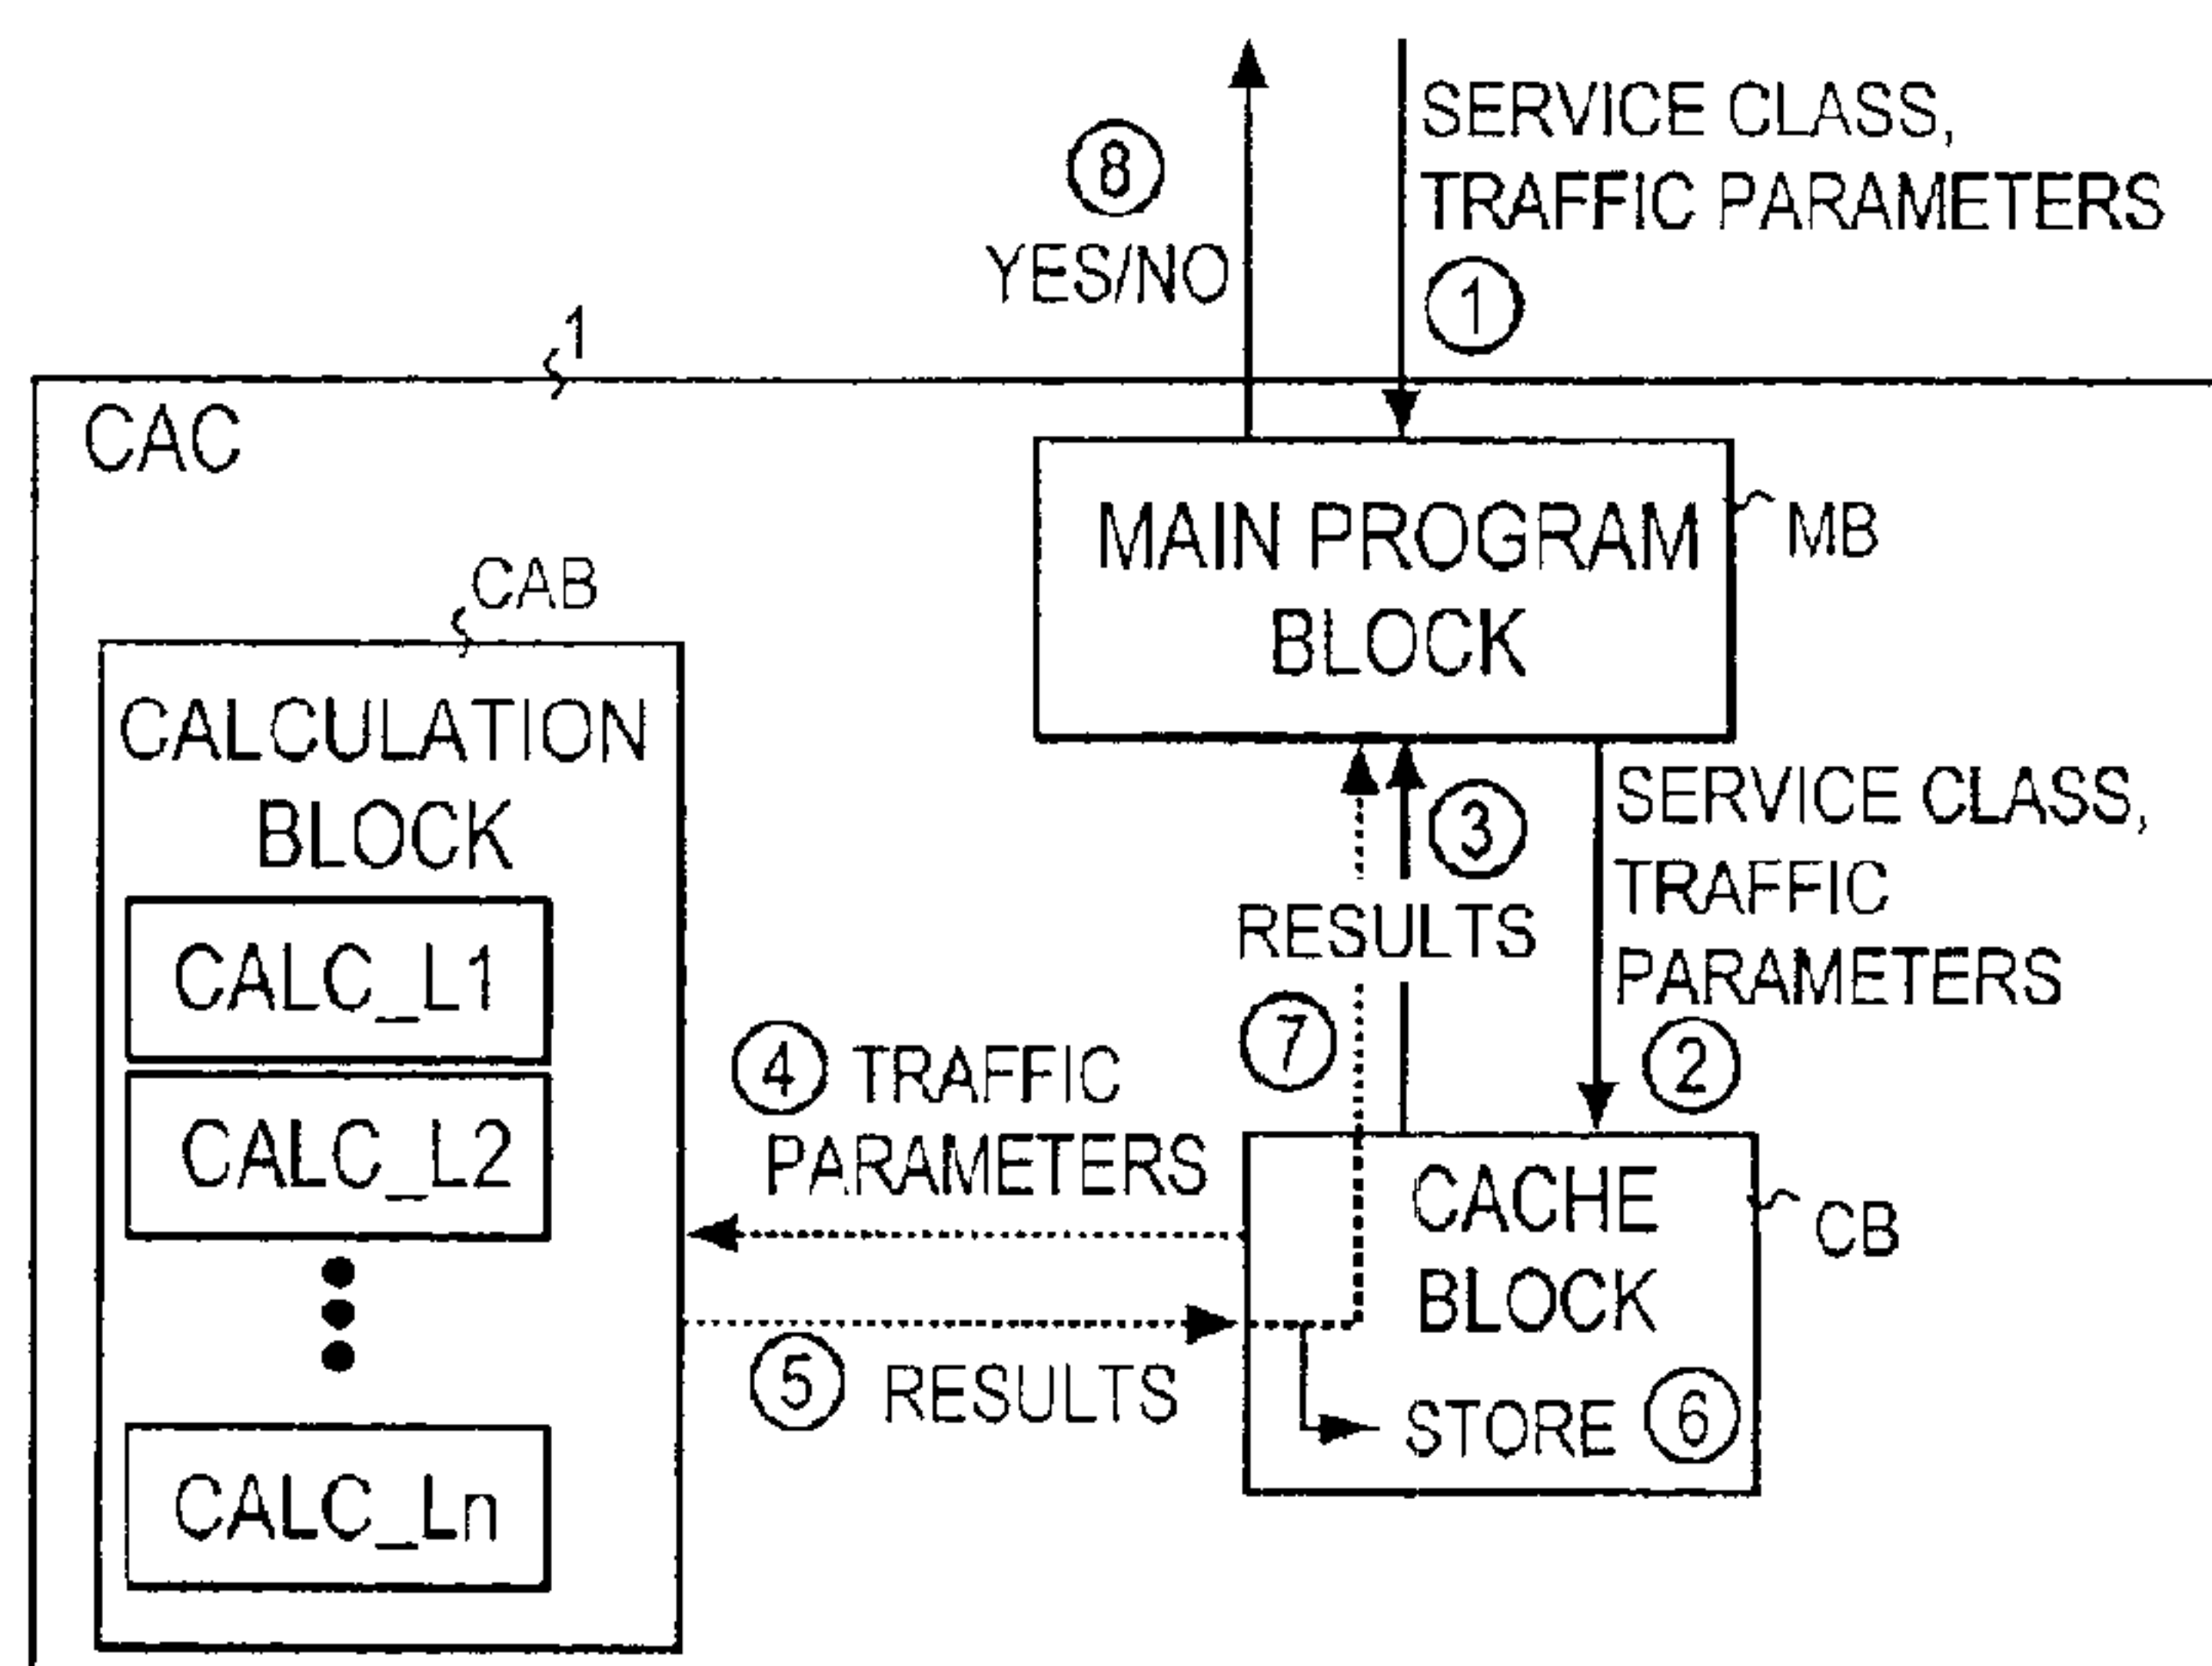 8
YES/NO
SERVICE CLASS,
TRAFFIC PARAMETERS
1
1
CAC
MAIN PROGRAM
BLOCK
MB
CAB
CALCULATION
BLOCK
CALC_L1
CALC_L2
CALC_Ln
3
RESULTS
7
SERVICE CLASS,
TRAFFIC
PARAMETERS
2
4 TRAFFIC
PARAMETERS
5 RESULTS
CACHE
BLOCK
CB
STORE 6